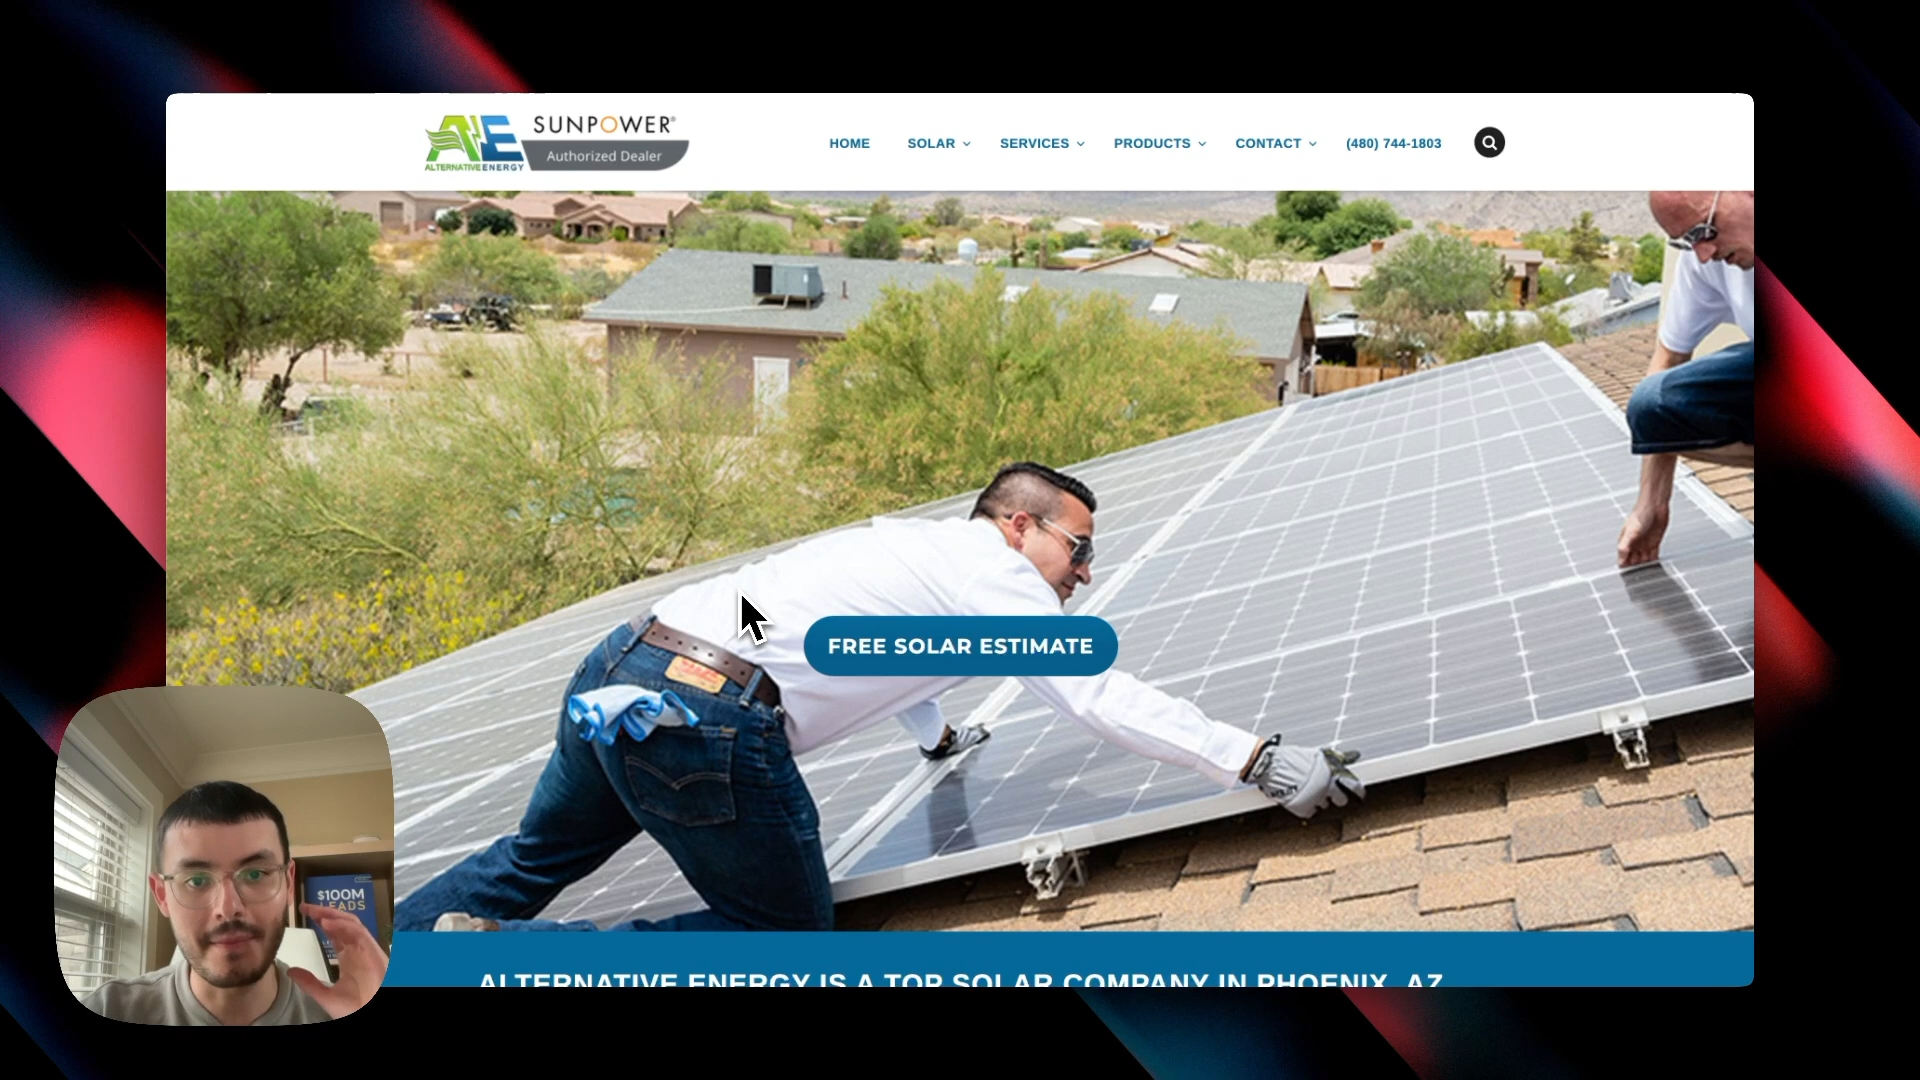 SUNPOWER®
Authorized Dealer
AE
ALTERNATIVE ENERGY
HOME
SOLAR
SERVICES
PRODUCTS
CONTACT
(480) 744-1803
FREE SOLAR ESTIMATE
$100M
LEADS
ALTERNATIVE ENERGY IS A TOP SOLAR COMPANY IN PHOENIX, AZ